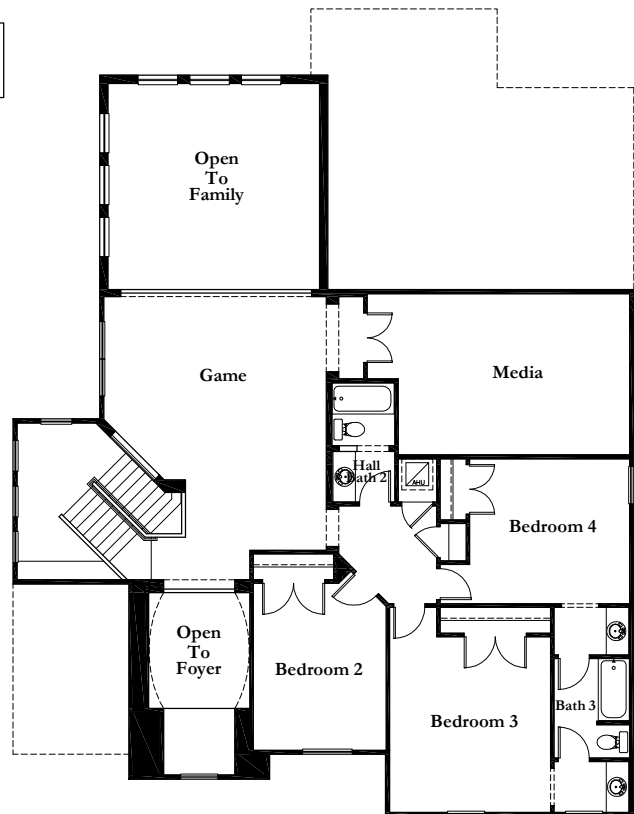 Open
To
Family
Game
Media
Hall
Bath 2
AHU
Bedroom 4
Open
To
Foyer
Bedroom 2
Bedroom 3
Bath 3